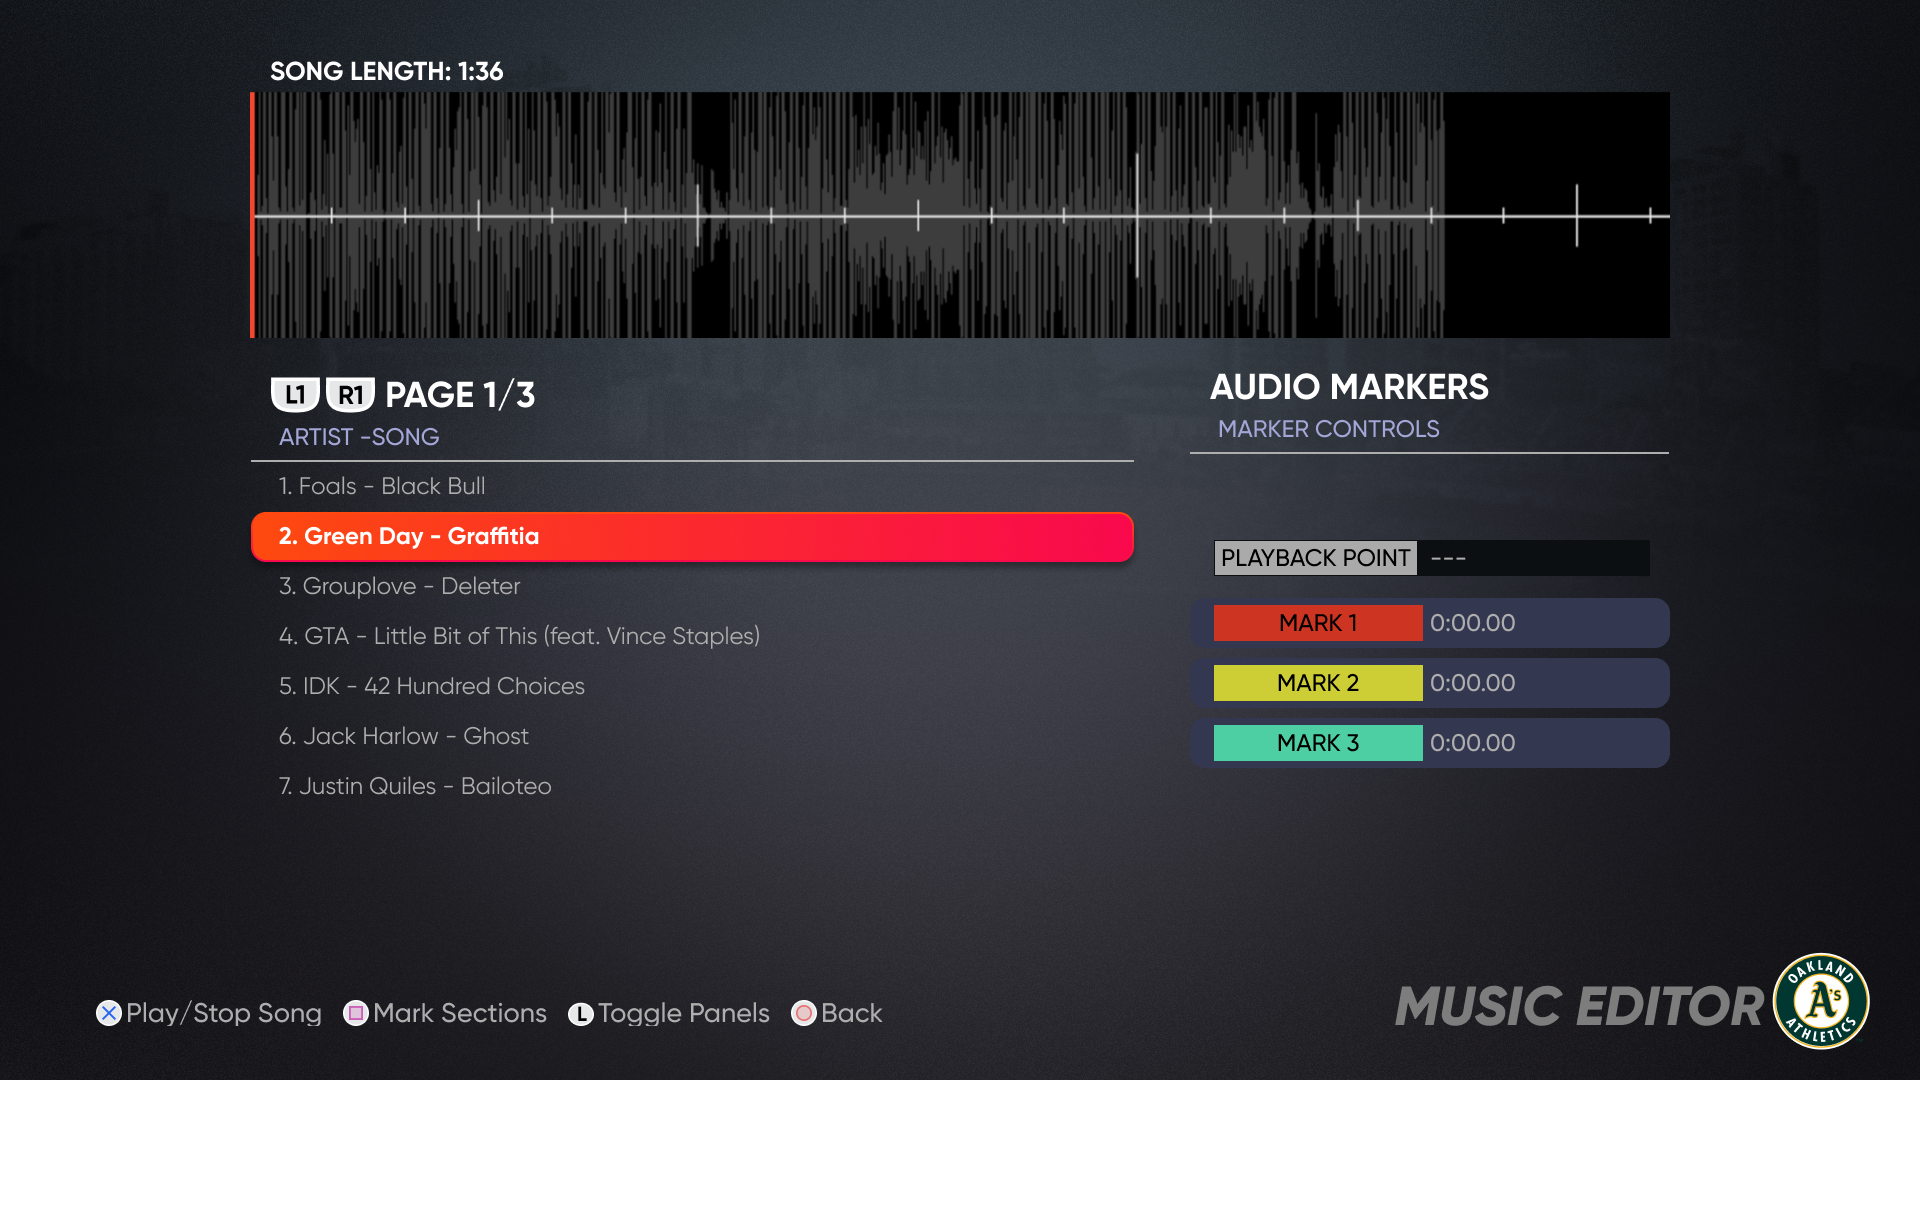 SONG LENGTH: 1:36
L1 R1 PAGE 1/3
ARTIST -SONG
1. Foals - Black Bull
2. Green Day - Graffitia
3. Grouplove - Deleter
4. GTA - Little Bit of This (feat. Vince Staples)
5. IDK - 42 Hundred Choices
6. Jack Harlow - Ghost
7. Justin Quiles - Bailoteo
AUDIO MARKERS
MARKER CONTROLS
PLAYBACK POINT ---
MARK 1 0:00.00
MARK 2 0:00.00
MARK 3 0:00.00
Play/Stop Song Mark Sections L Toggle Panels Back
MUSIC EDITOR
OAKLAND
A's
ATHLETICS